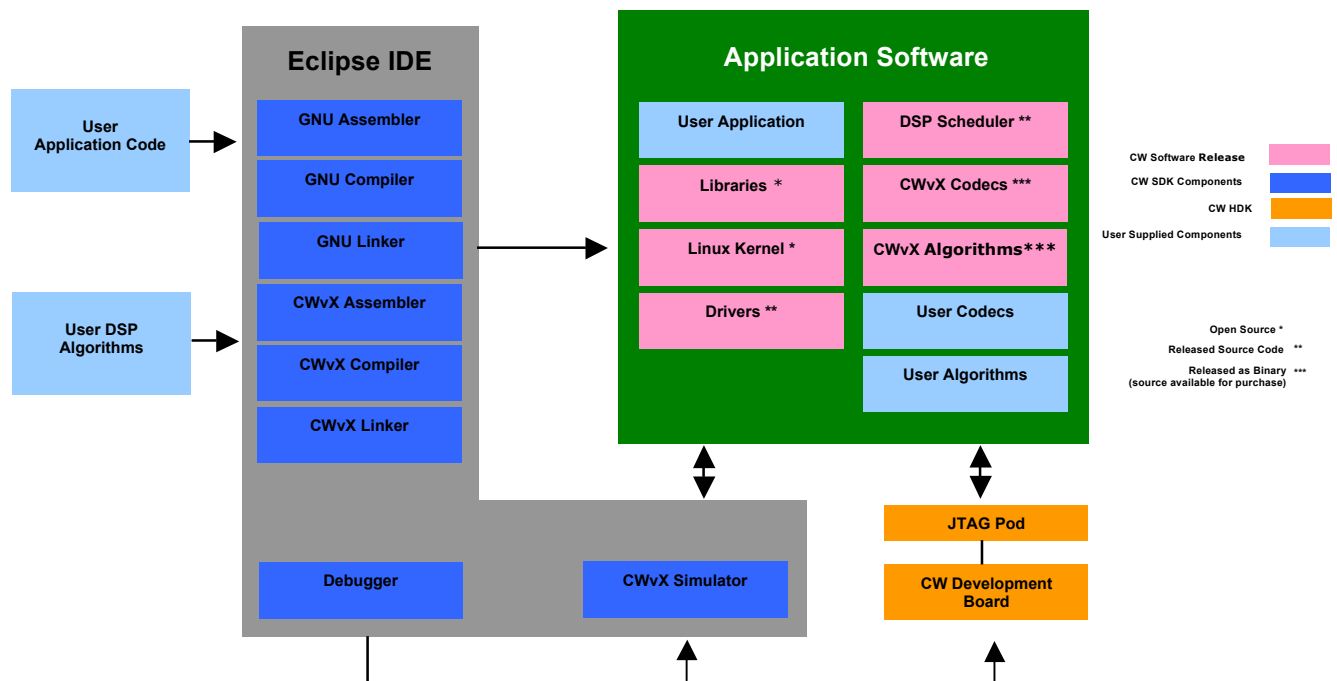 Eclipse IDE
Application Software
User
Application Code
User DSP
Algorithms
GNU Assembler
GNU Compiler
GNU Linker
CWvX Assembler
CWvX Compiler
CWvX Linker
Debugger
CWvX Simulator
User Application
Libraries *
Linux Kernel *
Drivers **
DSP Scheduler **
CWvX Codecs ***
CWvX Algorithms***
User Codecs
User Algorithms
JTAG Pod
CW Development
Board
CW Software Release
CW SDK Components
CW HDK
User Supplied Components
Open Source *
Released Source Code **
Released as Binary ***
(source available for purchase)